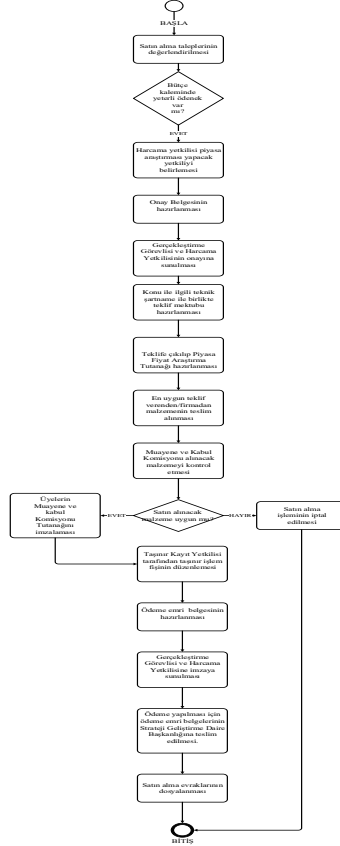 BAŞLA
Satın alma taleplerinin
değerlendirilmesi
Bütçe
kaleminde
yeterli ödenek
var
mı?
EVET
Harcama yetkilisi piyasa
araştırması yapacak
yetkiliyi
belirlemesi
Onay Belgesinin
hazırlanması
Gerçekleştirme
Görevlisi ve Harcama
Yetkilisinin onayına
sunulması
Konu ile ilgili teknik
şartname ile birlikte
teklif mektubu
hazırlanması
Teklife çıkılıp Piyasa
Fiyat Araştırma
Tutanağı hazırlanması
En uygun teklif
verenden/firmadan
malzemenin teslim
alınması
Muayene ve Kabul
Komisyonu alınacak
malzemeyi kontrol
etmesi
Satın alınacak
malzeme uygun mu?
EVET
HAYIR
Üyelerin
Muayene ve
kabul
Komisyonu
Tutanağını
imzalaması
Satın alma
işleminin iptal
edilmesi
Taşınır Kayıt Yetkilisi
tarafından taşınır işlem
fişinin düzenlemesi
Ödeme emri belgesinin
hazırlanması
Gerçekleştirme
Görevlisi ve Harcama
Yetkilisine imzaya
sunulması
Ödeme yapılması için
ödeme emri belgelerinin
Strateji Geliştirme Daire
Başkanlığına teslim
edilmesi.
Satın alma evraklarının
dosyalanması
BİTİŞ